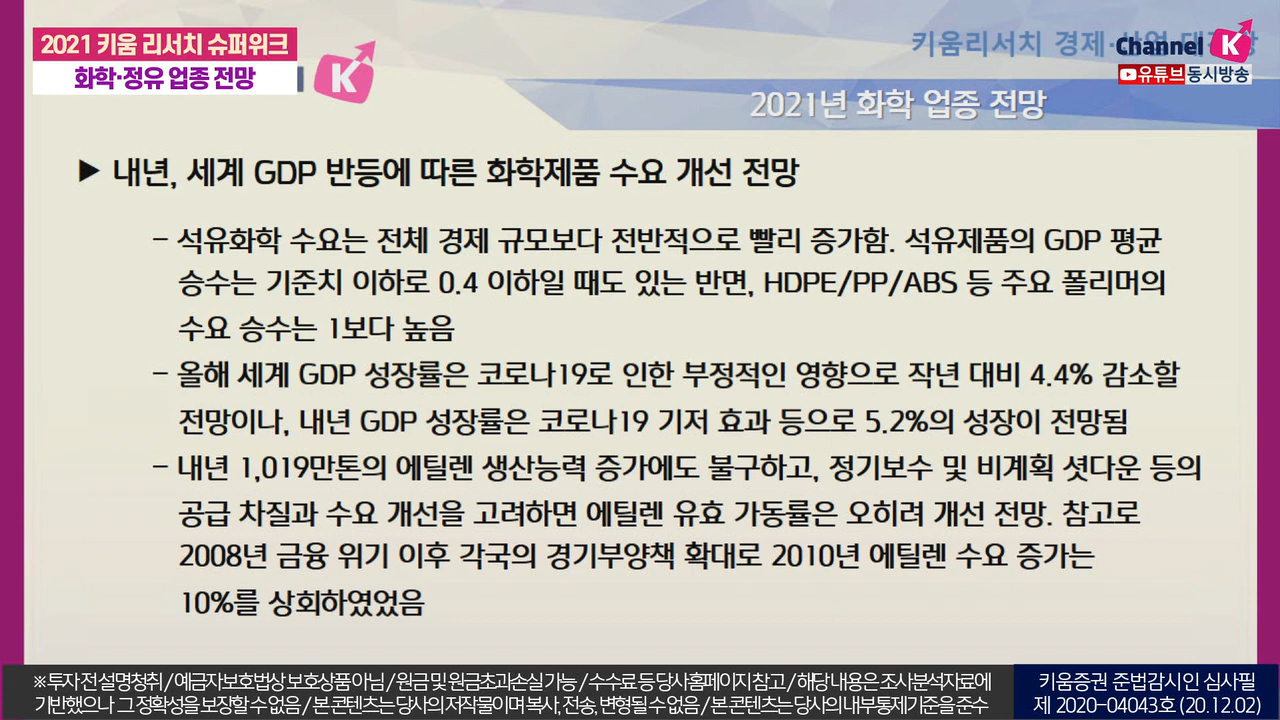 2021 키움 리서치 슈퍼위크
화학·정유 업종 전망
K
키움리서치 경제·산업 대전망
Channel K
유튜브동시방송
2021년 화학 업종 전망
▶ 내년, 세계 GDP 반등에 따른 화학제품 수요 개선 전망
- 석유화학 수요는 전체 경제 규모보다 전반적으로 빨리 증가함. 석유제품의 GDP 평균
승수는 기준치 이하로 0.4 이하일 때도 있는 반면, HDPE/PP/ABS 등 주요 폴리머의
수요 승수는 1보다 높음
- 올해 세계 GDP 성장률은 코로나19로 인한 부정적인 영향으로 작년 대비 4.4% 감소할
전망이나, 내년 GDP 성장률은 코로나19 기저 효과 등으로 5.2%의 성장이 전망됨
- 내년 1,019만톤의 에틸렌 생산능력 증가에도 불구하고, 정기보수 및 비계획 셧다운 등의
공급 차질과 수요 개선을 고려하면 에틸렌 유효 가동률은 오히려 개선 전망. 참고로
2008년 금융 위기 이후 각국의 경기부양책 확대로 2010년 에틸렌 수요 증가는
10%를 상회하였었음
※ 투자 전 설명청취 / 예금자보호법상 보호상품 아님 / 원금 및 원금초과손실 가능 / 수수료 등 당사홈페이지 참고 / 해당 내용은 조사분석자료에
기반했으나 그 정확성을 보장할 수 없음 / 본 콘텐츠는 당사의 저작물이며 복사, 전송, 변형될 수 없음 / 본 콘텐츠는 당사의 내부통제기준을 준수
키움증권 준법감시인 심사필
제 2020-04043호 (20.12.02)